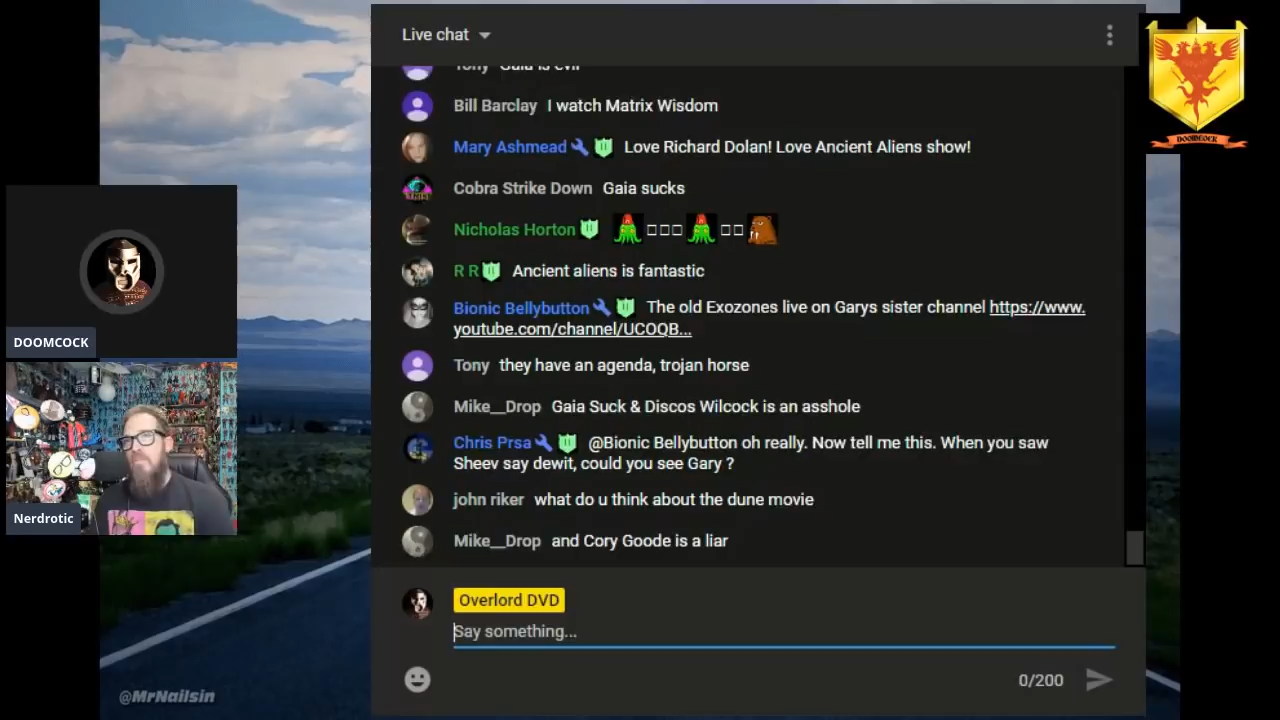 Live chat
Tony Gaia is evil
Bill Barclay I watch Matrix Wisdom
Mary Ashmead Love Richard Dolan! Love Ancient Aliens show!
Cobra Strike Down Gaia sucks
Nicholas Horton
R R Ancient aliens is fantastic
Bionic Bellybutton The old Exozones live on Garys sister channel https://www.
youtube.com/channel/UCOQB...
Tony they have an agenda, trojan horse
Mike__Drop Gaia Suck & Discos Wilcock is an asshole
Chris Prsa @Bionic Bellybutton oh really. Now tell me this. When you saw
Sheev say dewit, could you see Gary ?
john riker what do u think about the dune movie
Mike__Drop and Cory Goode is a liar
Overlord DVD
Say something...
0/200
DOOMCOCK
Nerdrotic
DOOMCOCK
@MrNailsin